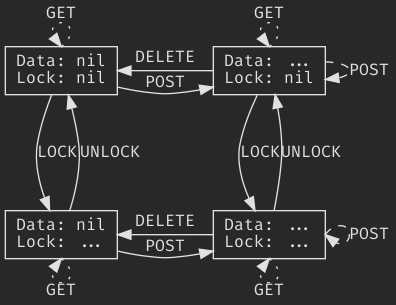 GET
GET
DELETE
Data: nil
Lock: nil
Data: ...
Lock: nil
POST
POST
LOCK
UNLOCK
LOCK
UNLOCK
Data: nil
Lock: ...
DELETE
POST
Data: ...
Lock: ...
POST
GET
GET